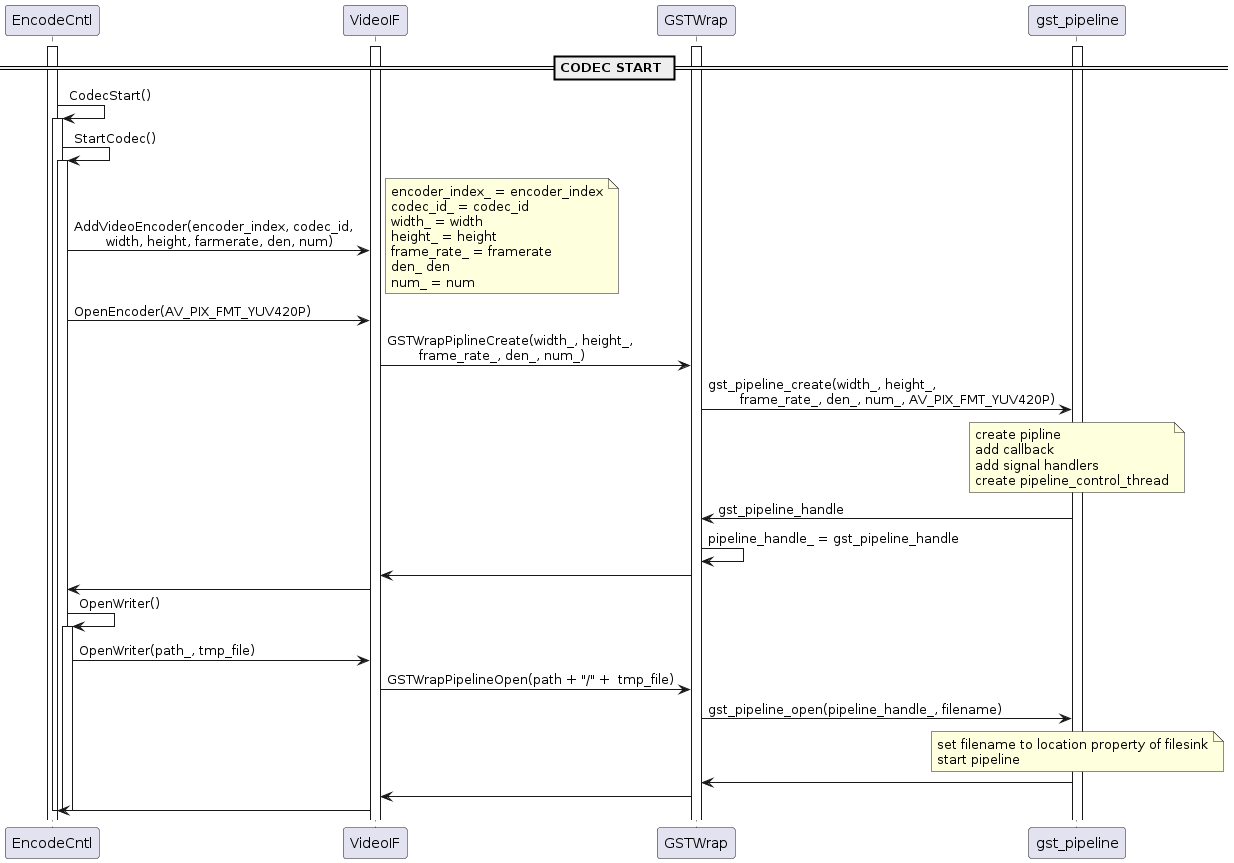 EncodeCntl
VideoIF
GSTWrap
gst_pipeline
CODEC START
CodecStart()
StartCodec()
encoder_index_ = encoder_index
codec_id_ = codec_id
width_ = width
height_ = height
frame_rate_ = framerate
den_ den
num_ = num
AddVideoEncoder(encoder_index, codec_id,
width, height, farmerate, den, num)
OpenEncoder(AV_PIX_FMT_YUV420P)
GSTWrapPiplineCreate(width_, height_,
frame_rate_, den_, num_)
gst_pipeline_create(width_, height_,
frame_rate_, den_, num_, AV_PIX_FMT_YUV420P)
create pipline
add callback
add signal handlers
create pipeline_control_thread
gst_pipeline_handle
pipeline_handle_ = gst_pipeline_handle
OpenWriter()
OpenWriter(path_, tmp_file)
GSTWrapPipelineOpen(path + "/" +  tmp_file)
gst_pipeline_open(pipeline_handle_, filename)
set filename to location property of filesink
start pipeline
EncodeCntl
VideoIF
GSTWrap
gst_pipeline